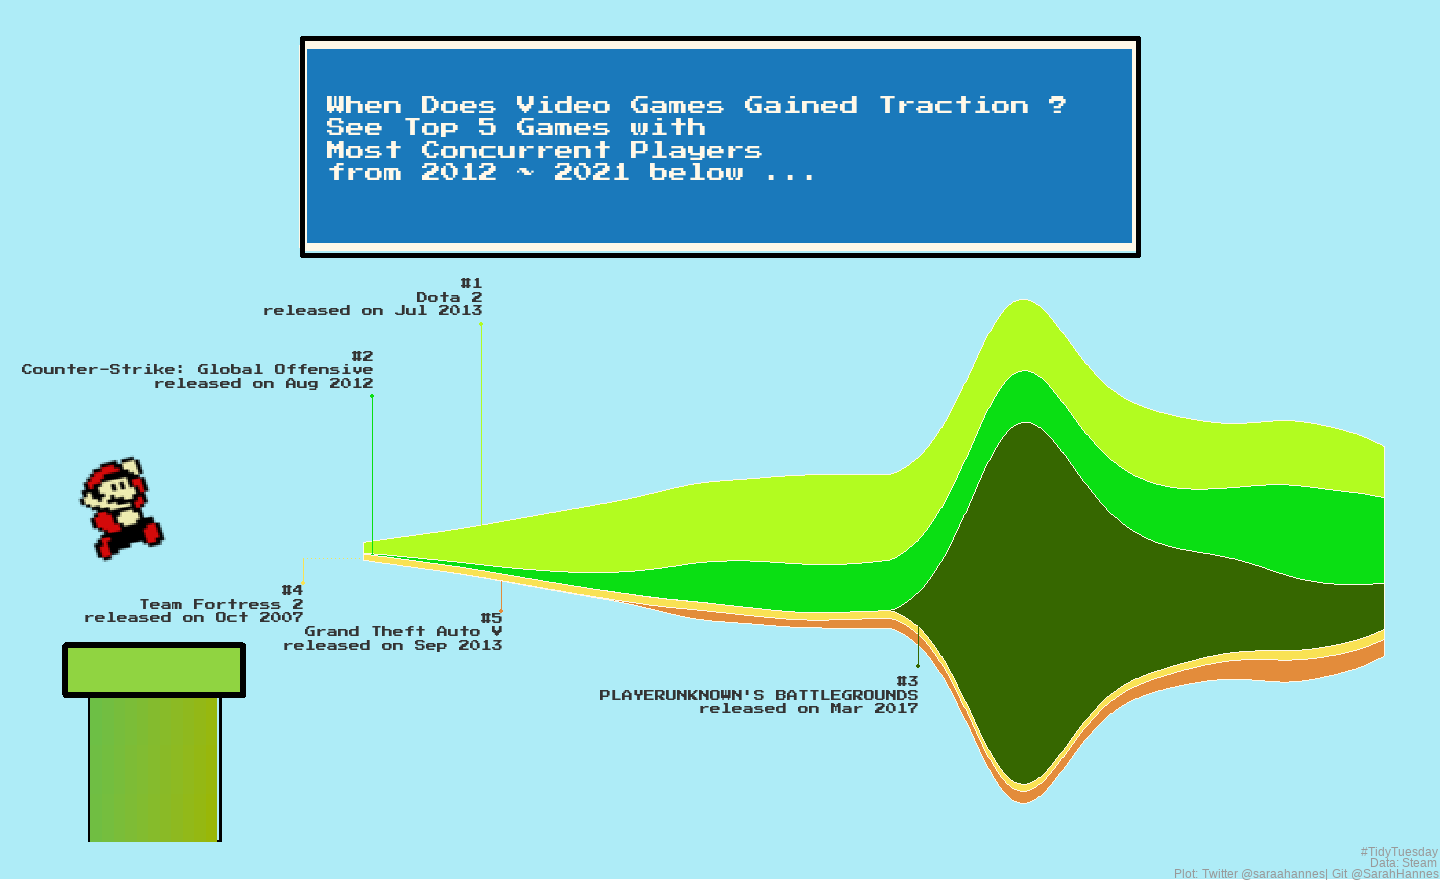 When Does Video Games Gained Traction ?
See Top 5 Games with
Most Concurrent Players
from 2012 ~ 2021 below ...
#1
Dota 2
released on Jul 2013
#2
Counter-Strike: Global Offensive
released on Aug 2012
#4
Team Fortress 2
released on Oct 2007
#5
Grand Theft Auto V
released on Sep 2013
#3
PLAYERUNKNOWN'S BATTLEGROUNDS
released on Mar 2017
#TidyTuesday
Data: Steam
Plot: Twitter @saraahannes| Git @SarahHannes